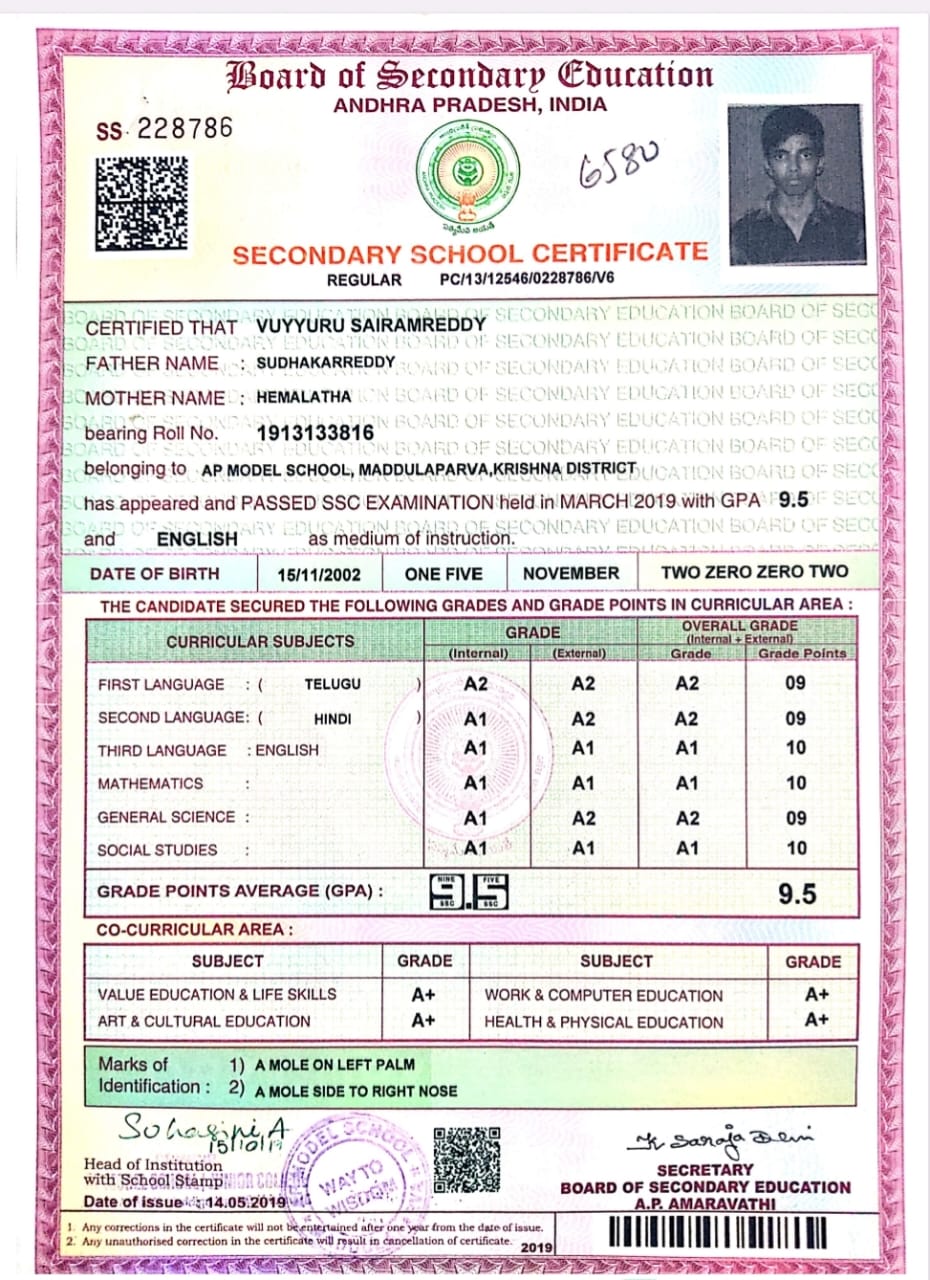 Board of Secondary Education
ANDHRA PRADESH, INDIA
SS 228786
6580
SECONDARY SCHOOL CERTIFICATE
REGULAR PC/13/12546/0228786/V6
CERTIFIED THAT VUYYURU SAIRAMREDDY
FATHER NAME : SUDHAKARREDDY
MOTHER NAME : HEMALATHA
bearing Roll No. 1913133816
belonging to AP MODEL SCHOOL, MADDULAPARVA,KRISHNA DISTRICT
has appeared and PASSED SSC EXAMINATION held in MARCH 2019 with GPA 9.5
and ENGLISH as medium of instruction.
DATE OF BIRTH 15/11/2002 ONE FIVE NOVEMBER TWO ZERO ZERO TWO
THE CANDIDATE SECURED THE FOLLOWING GRADES AND GRADE POINTS IN CURRICULAR AREA :
CURRICULAR SUBJECTS GRADE OVERALL GRADE
(Internal + External)
(Internal) (External) Grade Grade Points
FIRST LANGUAGE : ( TELUGU ) A2 A2 A2 09
SECOND LANGUAGE: ( HINDI ) A1 A2 A2 09
THIRD LANGUAGE : ENGLISH A1 A1 A1 10
MATHEMATICS : A1 A1 A1 10
GENERAL SCIENCE : A1 A2 A2 09
SOCIAL STUDIES : A1 A1 A1 10
GRADE POINTS AVERAGE (GPA) : NINE 9 SSC . FIVE 5 SSC 9.5
CO-CURRICULAR AREA :
SUBJECT GRADE SUBJECT GRADE
VALUE EDUCATION & LIFE SKILLS A+ WORK & COMPUTER EDUCATION A+
ART & CULTURAL EDUCATION A+ HEALTH & PHYSICAL EDUCATION A+
Marks of 1) A MOLE ON LEFT PALM
Identification : 2) A MOLE SIDE TO RIGHT NOSE
Suhasini A
15/10/19
K Saroja Devi
MODEL SCHOOL
WAY TO
WISDOM
Head of Institution
with School Stamp
Date of issue : 14.05.2019
SECRETARY
BOARD OF SECONDARY EDUCATION
A.P. AMARAVATHI
1. Any corrections in the certificate will not be entertained after one year from the date of issue.
2. Any unauthorised correction in the certificate will result in cancellation of certificate.
2019